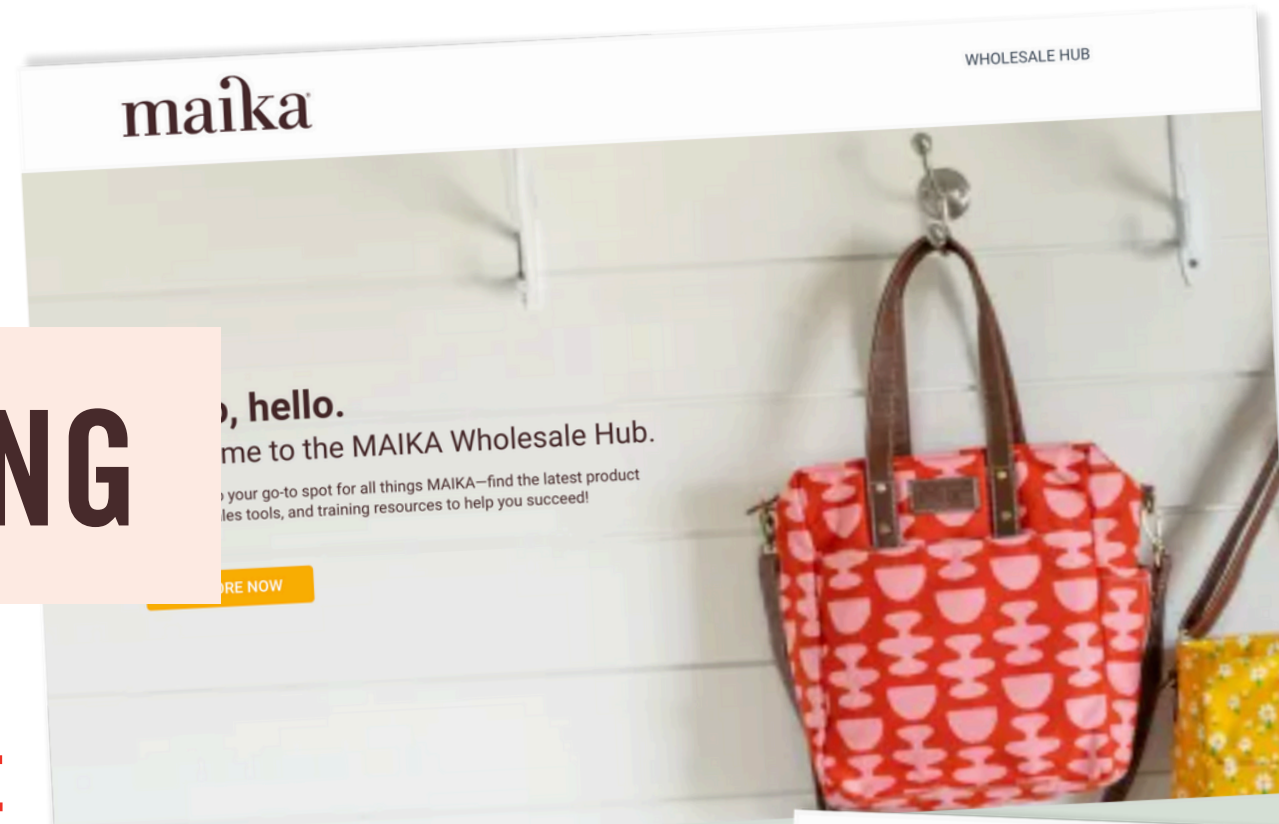 maika
WHOLESALE HUB
NG
, hello.
me to the MAIKA Wholesale Hub.
your go-to spot for all things MAIKA—find the latest product
les tools, and training resources to help you succeed!
ORE NOW